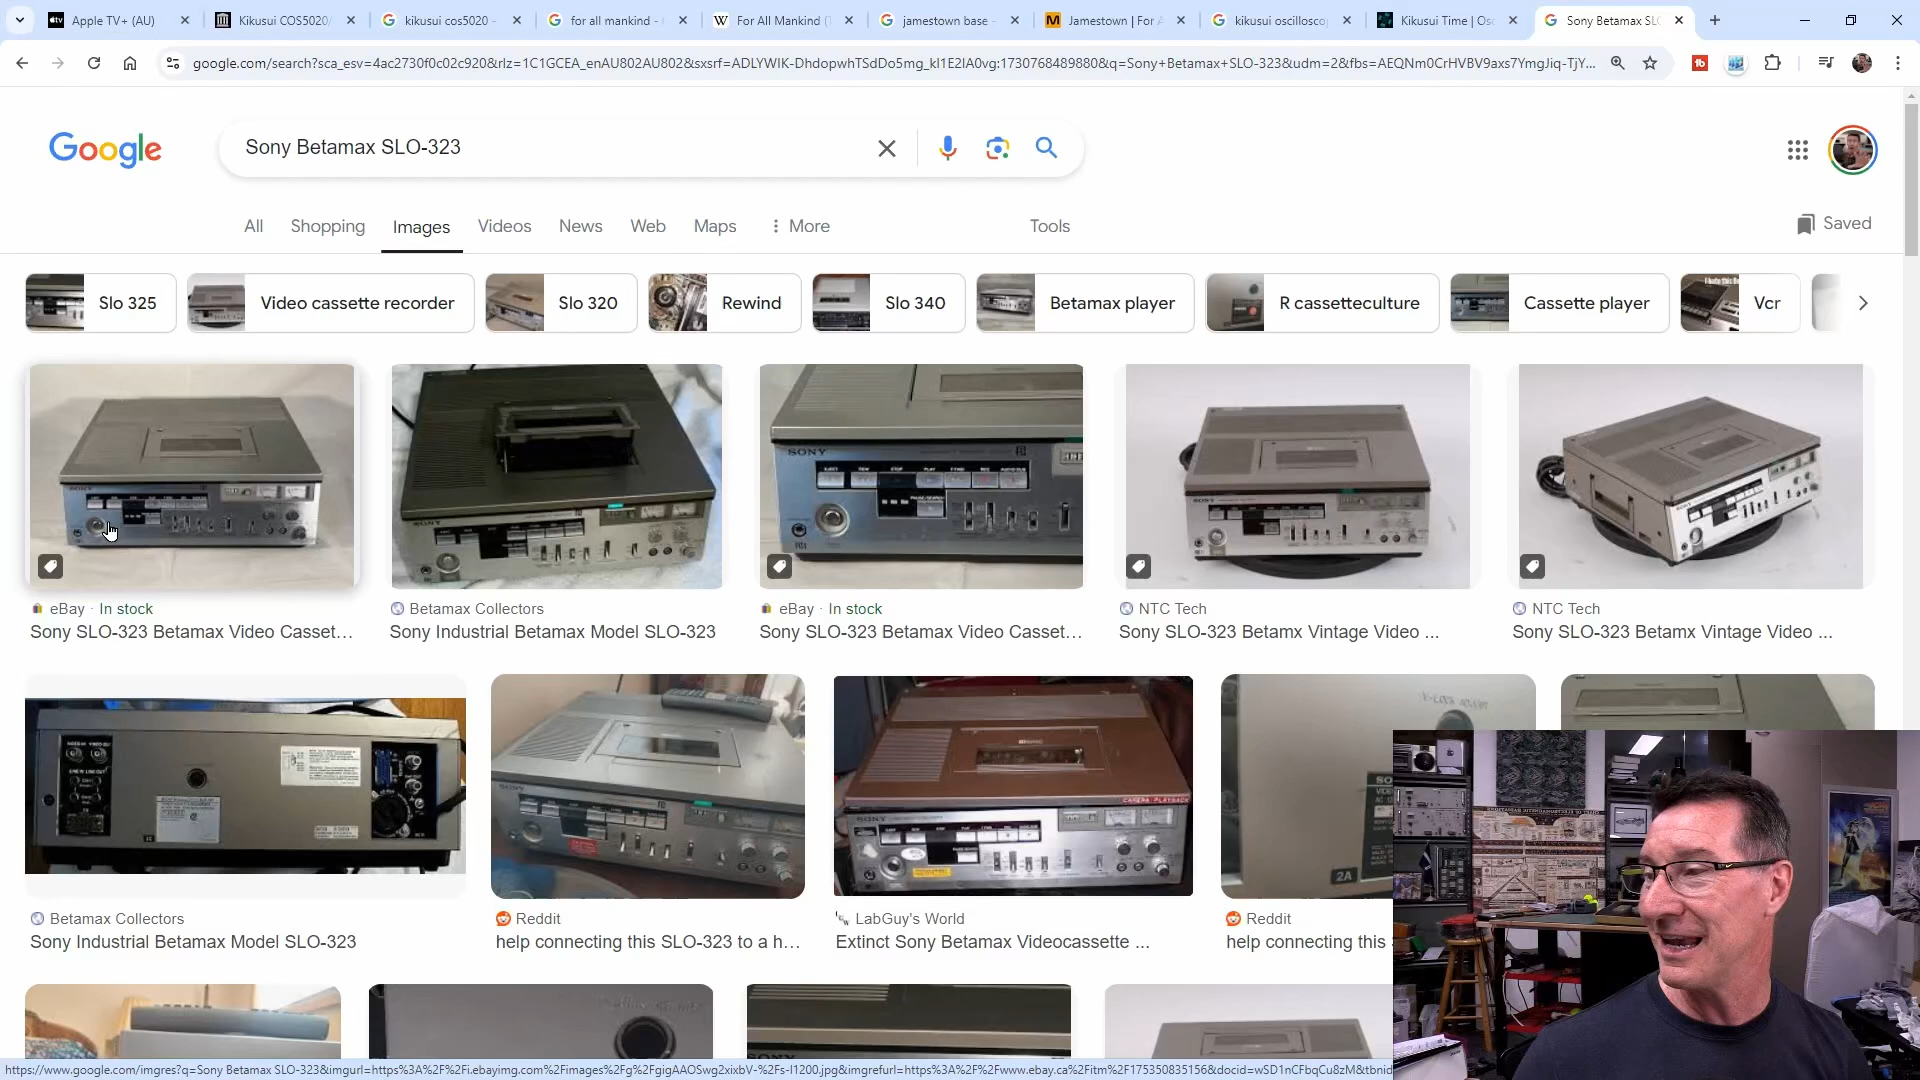 Apple TV+ (AU)
Kikusui COS5020/
kikusui cos5020 -
for all mankind -
For All Mankind (T
jamestown base -
Jamestown | For A
kikusui oscillosco
Kikusui Time | Osc
Sony Betamax SLO
google.com/search?sca_esv=4ac2730f0c02c920&rlz=1C1GCEA_enAU802AU802&sxsrf=ADLYWIK-DhdopwhTSdDo5mg_kI1E2IA0vg:1730768489880&q=Sony+Betamax+SLO-323&udm=2&fbs=AEQNm0CrHVBV9axs7YmgJiq-TjY...
Google
Sony Betamax SLO-323
All
Shopping
Images
Videos
News
Web
Maps
More
Tools
Saved
Slo 325
Video cassette recorder
Slo 320
Rewind
Slo 340
Betamax player
R cassetteculture
Cassette player
Vcr
SONY
eBay · In stock
Sony SLO-323 Betamax Video Casset...
Betamax Collectors
Sony Industrial Betamax Model SLO-323
eBay · In stock
Sony SLO-323 Betamax Video Casset...
NTC Tech
Sony SLO-323 Betamx Vintage Video ...
NTC Tech
Sony SLO-323 Betamx Vintage Video ...
SONY
2A
Betamax Collectors
Sony Industrial Betamax Model SLO-323
Reddit
help connecting this SLO-323 to a h...
LabGuy's World
Extinct Sony Betamax Videocassette ...
Reddit
help connecting this
https://www.google.com/imgres?q=Sony Betamax SLO-323&imgurl=https%3A%2F%2Fi.ebayimg.com%2Fimages%2Fg%2FgigAAOSwg2xixbV-%2Fs-l1200.jpg&imgrefurl=https%3A%2F%2Fwww.ebay.ca%2Fitm%2F175350835156&docid=wSD1nCFbqCu8zM&tbnid